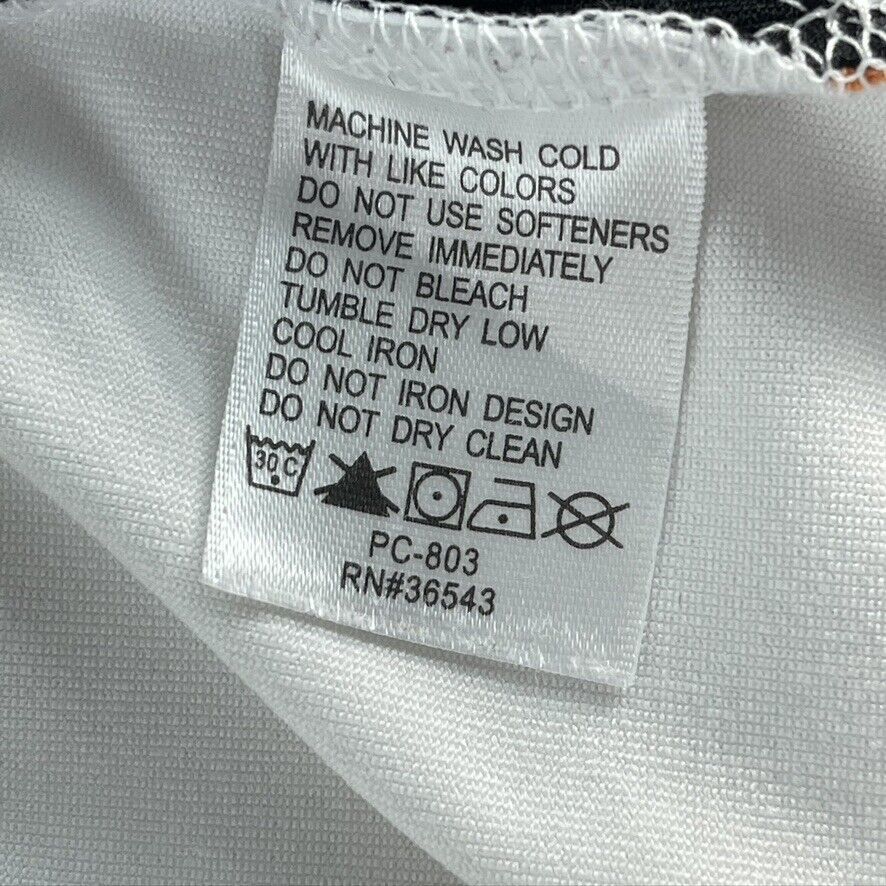 MACHINE WASH COLD
WITH LIKE COLORS
DO NOT USE SOFTENERS
REMOVE IMMEDIATELY
DO NOT BLEACH
TUMBLE DRY LOW
COOL IRON
DO NOT IRON DESIGN
DO NOT DRY CLEAN
30 C
PC-803
RN#36543